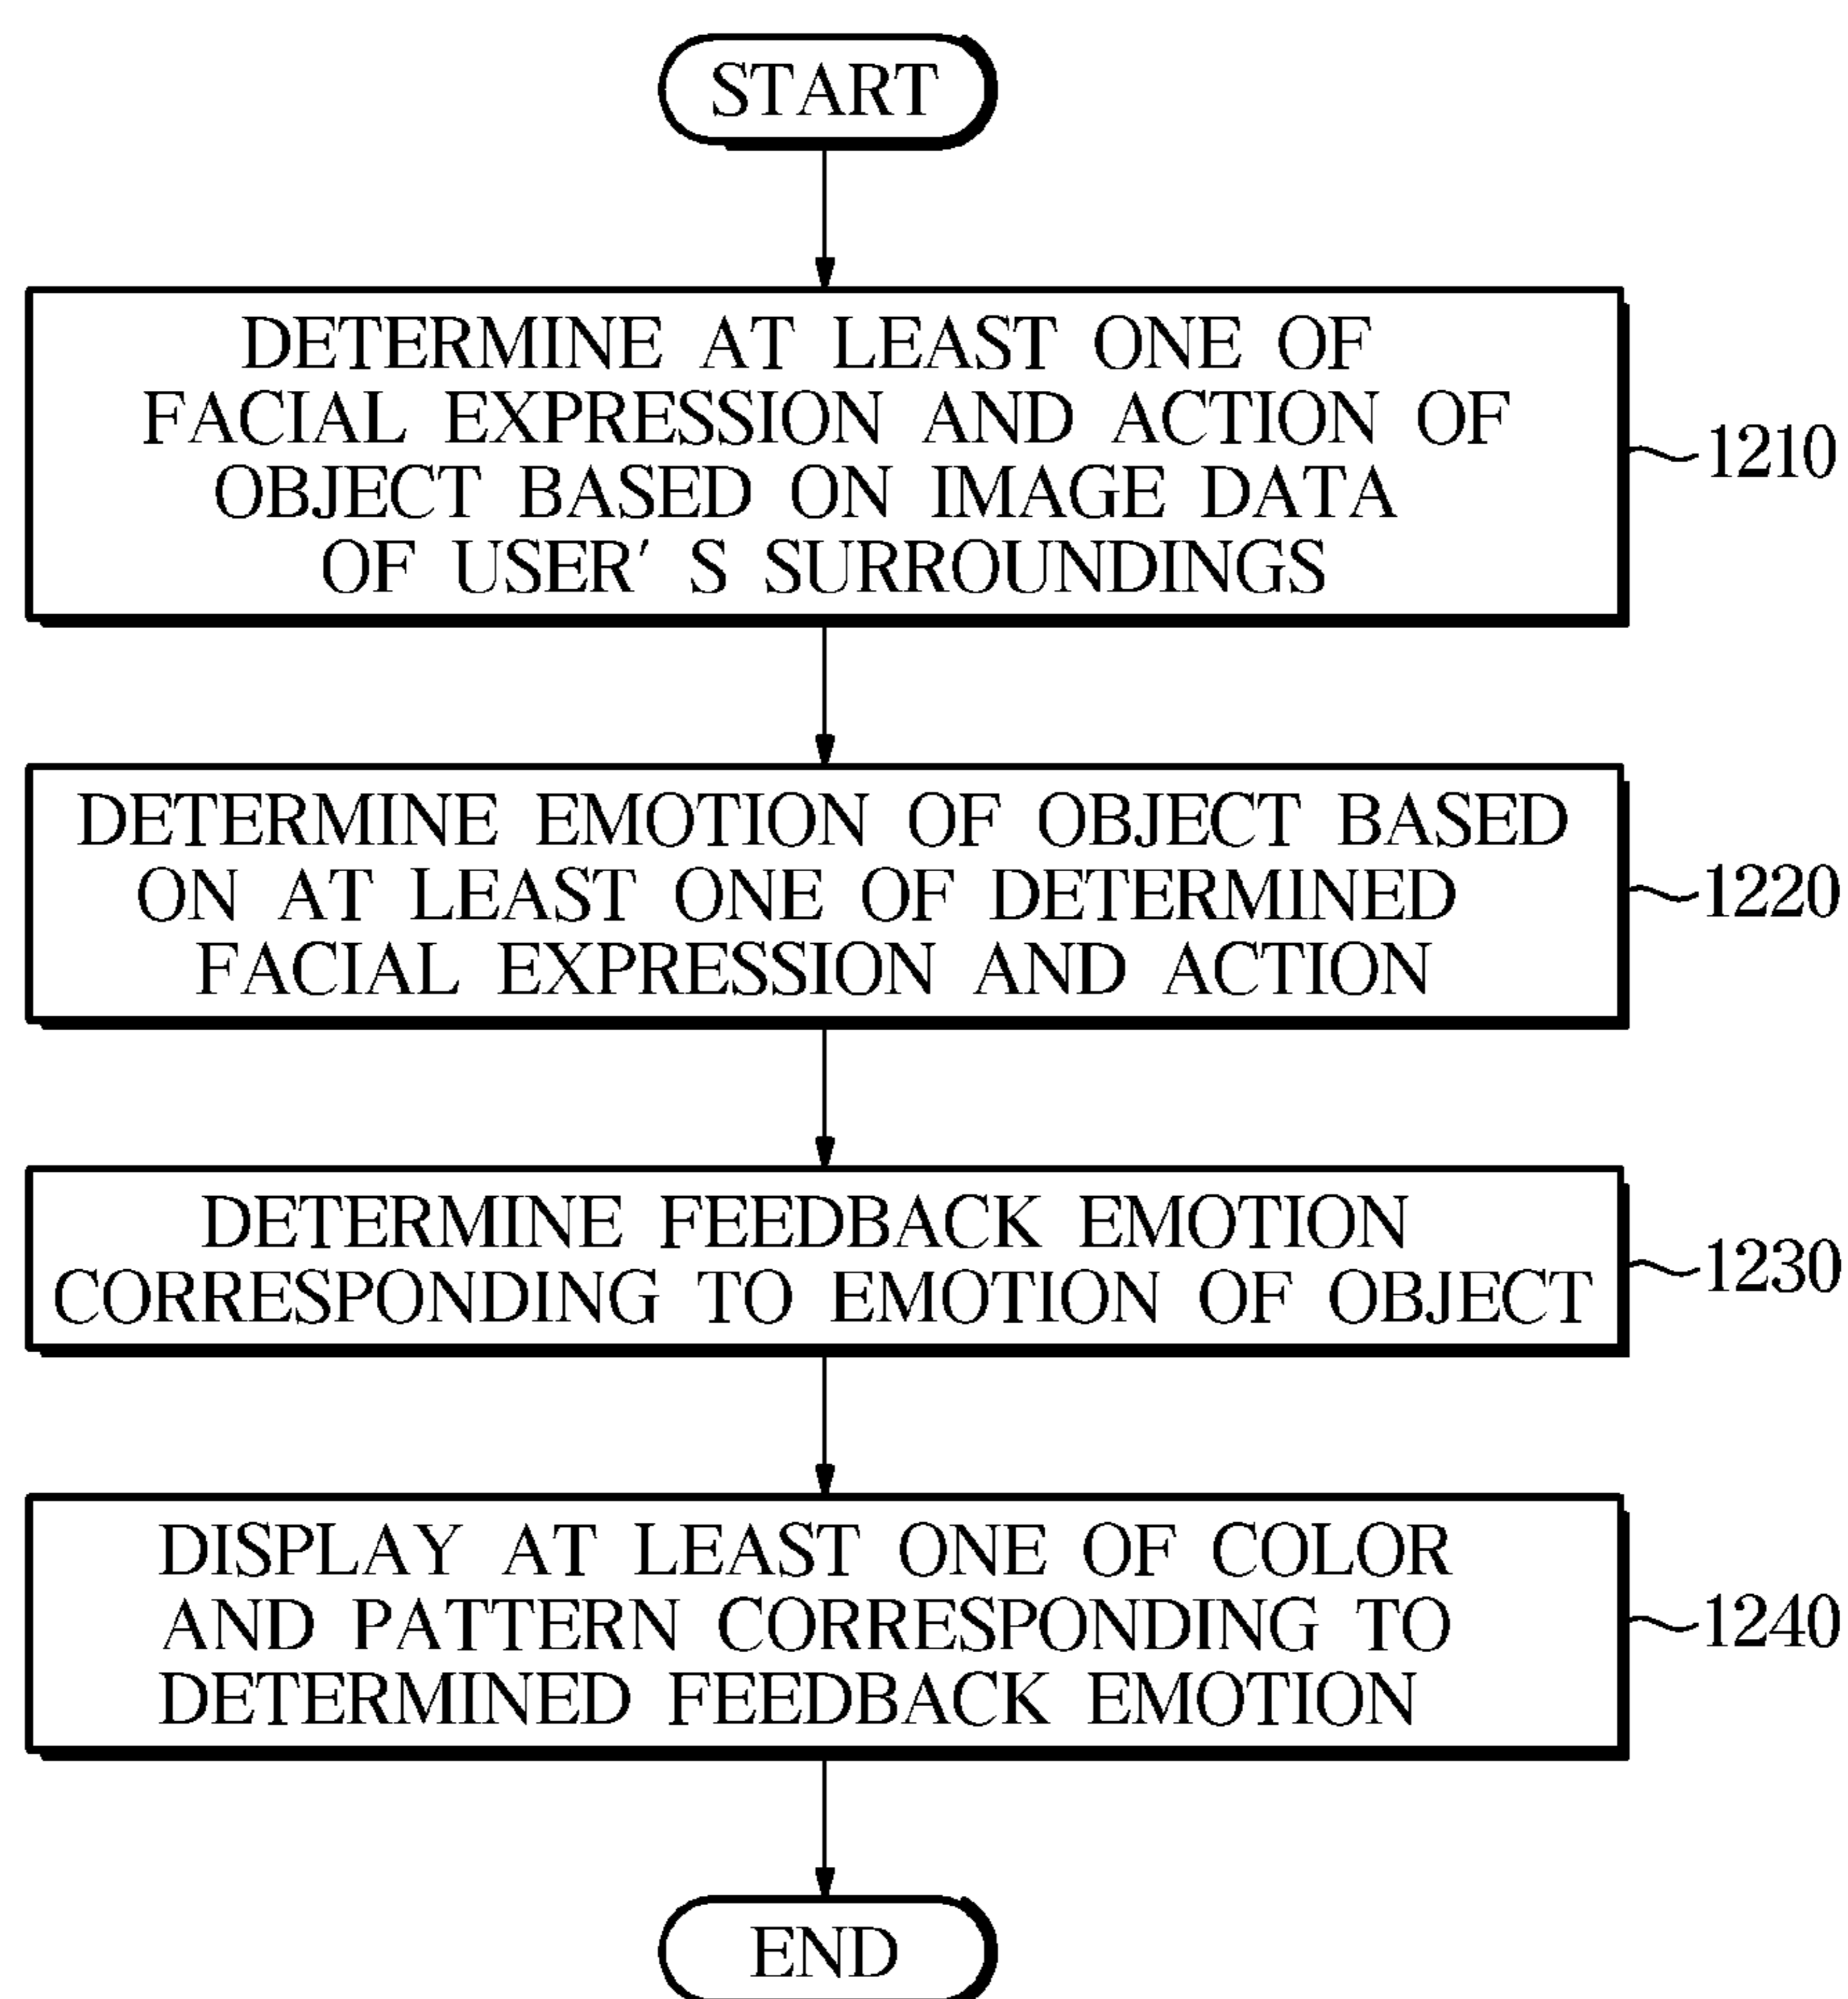 START
DETERMINE AT LEAST ONE OF
FACIAL EXPRESSION AND ACTION OF
OBJECT BASED ON IMAGE DATA
OF USER' S SURROUNDINGS
1210
DETERMINE EMOTION OF OBJECT BASED
ON AT LEAST ONE OF DETERMINED
FACIAL EXPRESSION AND ACTION
1220
DETERMINE FEEDBACK EMOTION
CORRESPONDING TO EMOTION OF OBJECT
1230
DISPLAY AT LEAST ONE OF COLOR
AND PATTERN CORRESPONDING TO
DETERMINED FEEDBACK EMOTION
1240
END